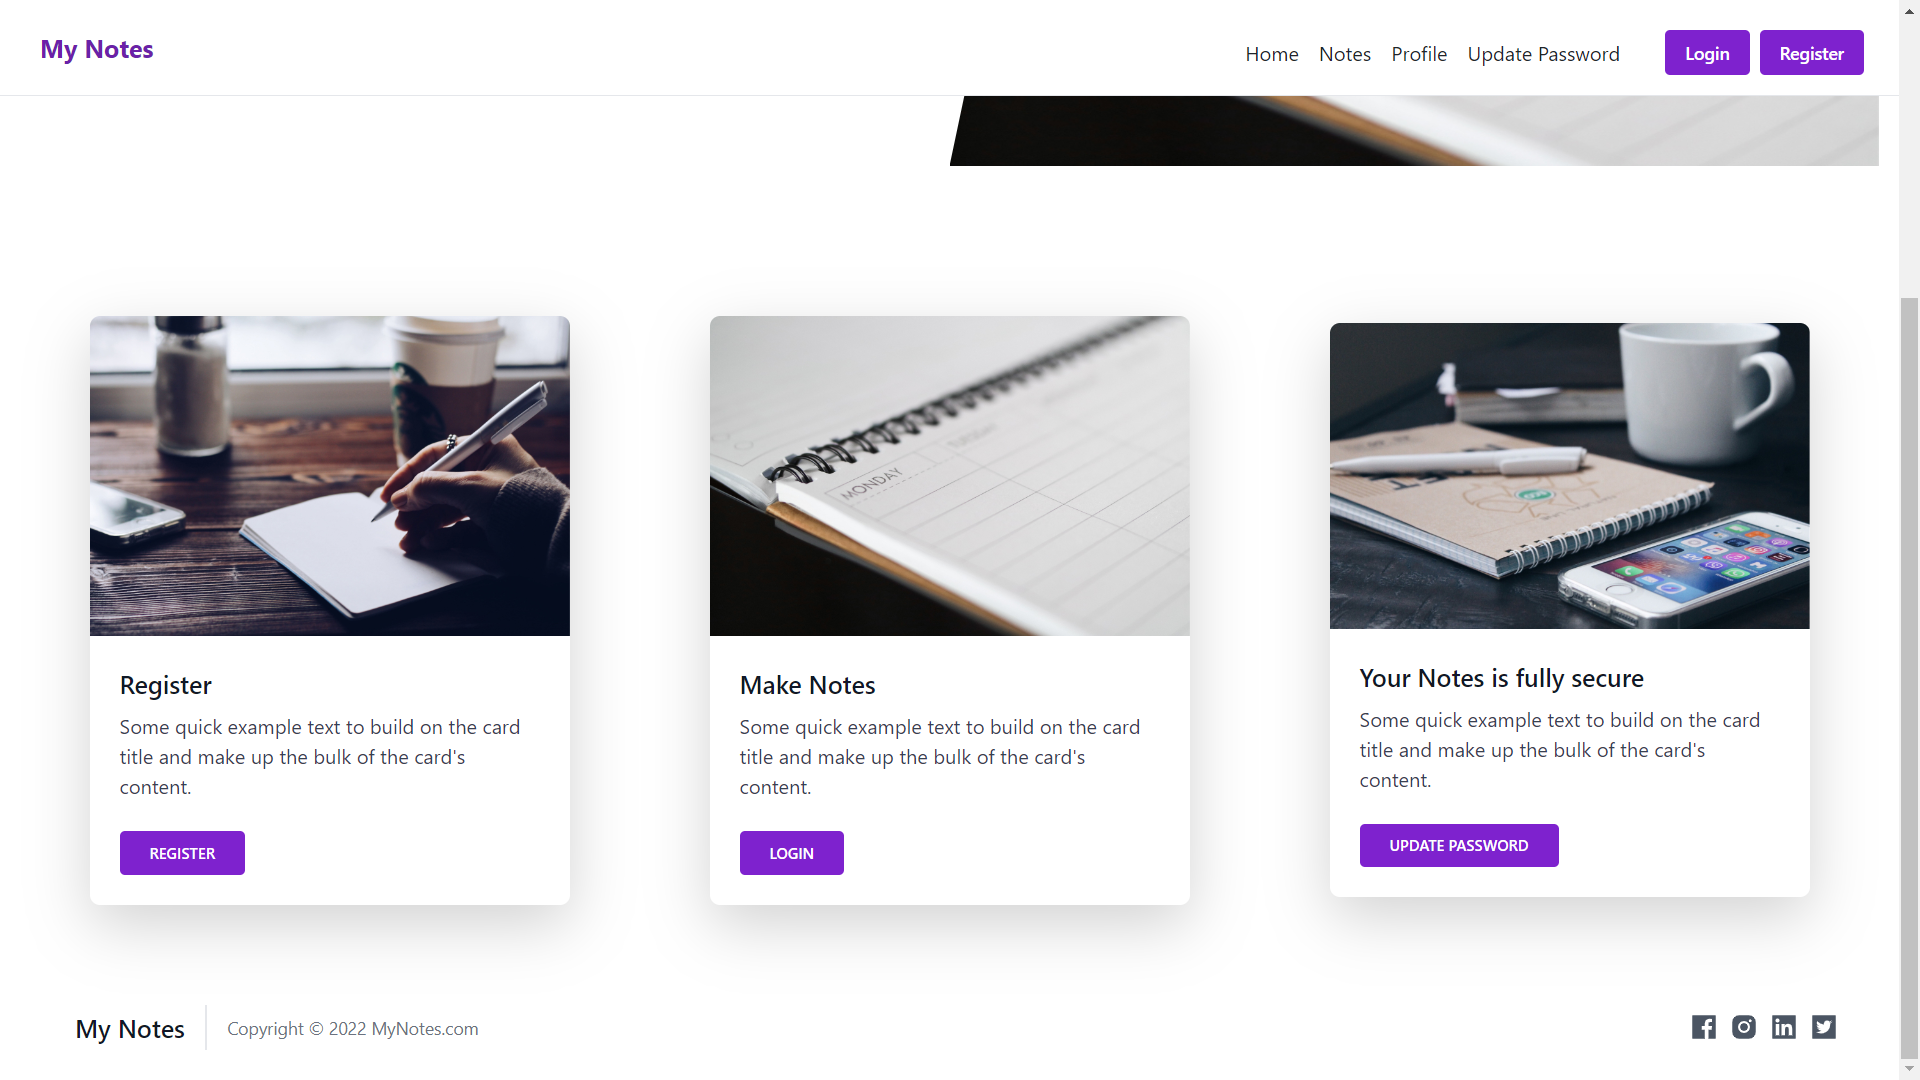 My Notes
Home Notes Profile Update Password Login Register
MONDAY
Register
Some quick example text to build on the card
title and make up the bulk of the card's
content.
REGISTER
Make Notes
Some quick example text to build on the card
title and make up the bulk of the card's
content.
LOGIN
Your Notes is fully secure
Some quick example text to build on the card
title and make up the bulk of the card's
content.
UPDATE PASSWORD
My Notes
Copyright © 2022 MyNotes.com